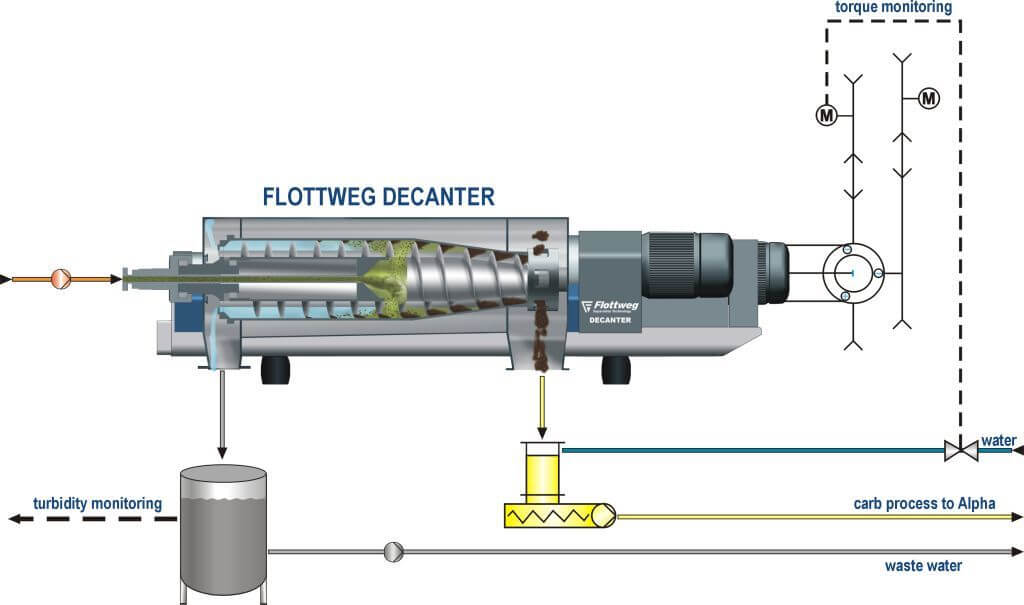 torque monitoring
M
M
FLOTTWEG DECANTER
Flottweg
Separation Technology
DECANTER
water
turbidity monitoring
carb process to Alpha
waste water